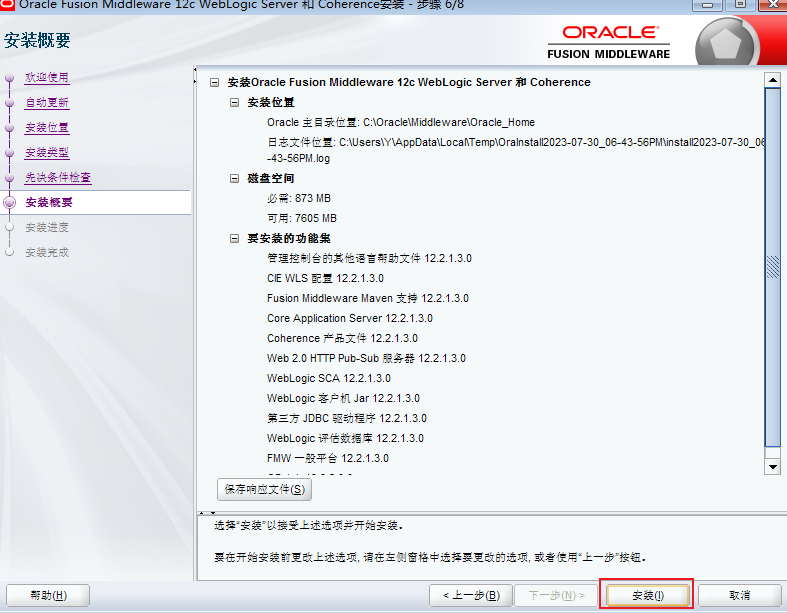 Oracle Fusion Middleware 12c WebLogic Server 和 Coherence安装 - 步骤 6/8
安装概要
ORACLE
FUSION MIDDLEWARE
欢迎使用
自动更新
安装位置
安装类型
先决条件检查
安装概要
安装进度
安装完成
安装Oracle Fusion Middleware 12c WebLogic Server 和 Coherence
安装位置
Oracle 主目录位置: C:\Oracle\Middleware\Oracle_Home
日志文件位置: C:\Users\Y\AppData\Local\Temp\OraInstall2023-07-30_06-43-56PM\install2023-07-30_06
-43-56PM.log
磁盘空间
必需: 873 MB
可用: 7605 MB
要安装的功能集
管理控制台的其他语言帮助文件 12.2.1.3.0
CIE WLS 配置 12.2.1.3.0
Fusion Middleware Maven 支持 12.2.1.3.0
Core Application Server 12.2.1.3.0
Coherence 产品文件 12.2.1.3.0
Web 2.0 HTTP Pub-Sub 服务器 12.2.1.3.0
WebLogic SCA 12.2.1.3.0
WebLogic 客户机 Jar 12.2.1.3.0
第三方 JDBC 驱动程序 12.2.1.3.0
WebLogic 评估数据库 12.2.1.3.0
FMW 一般平台 12.2.1.3.0
保存响应文件(S)
选择“安装”以接受上述选项并开始安装。
要在开始安装前更改上述选项, 请在左侧窗格中选择要更改的选项, 或者使用“上一步”按钮。
帮助(H)
< 上一步(B)
下一步(N) >
安装(I)
取消